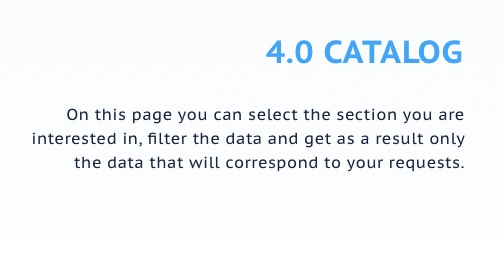 4.0 CATALOG
On this page you can select the section you are
interested in, filter the data and get as a result only
the data that will correspond to your requests.